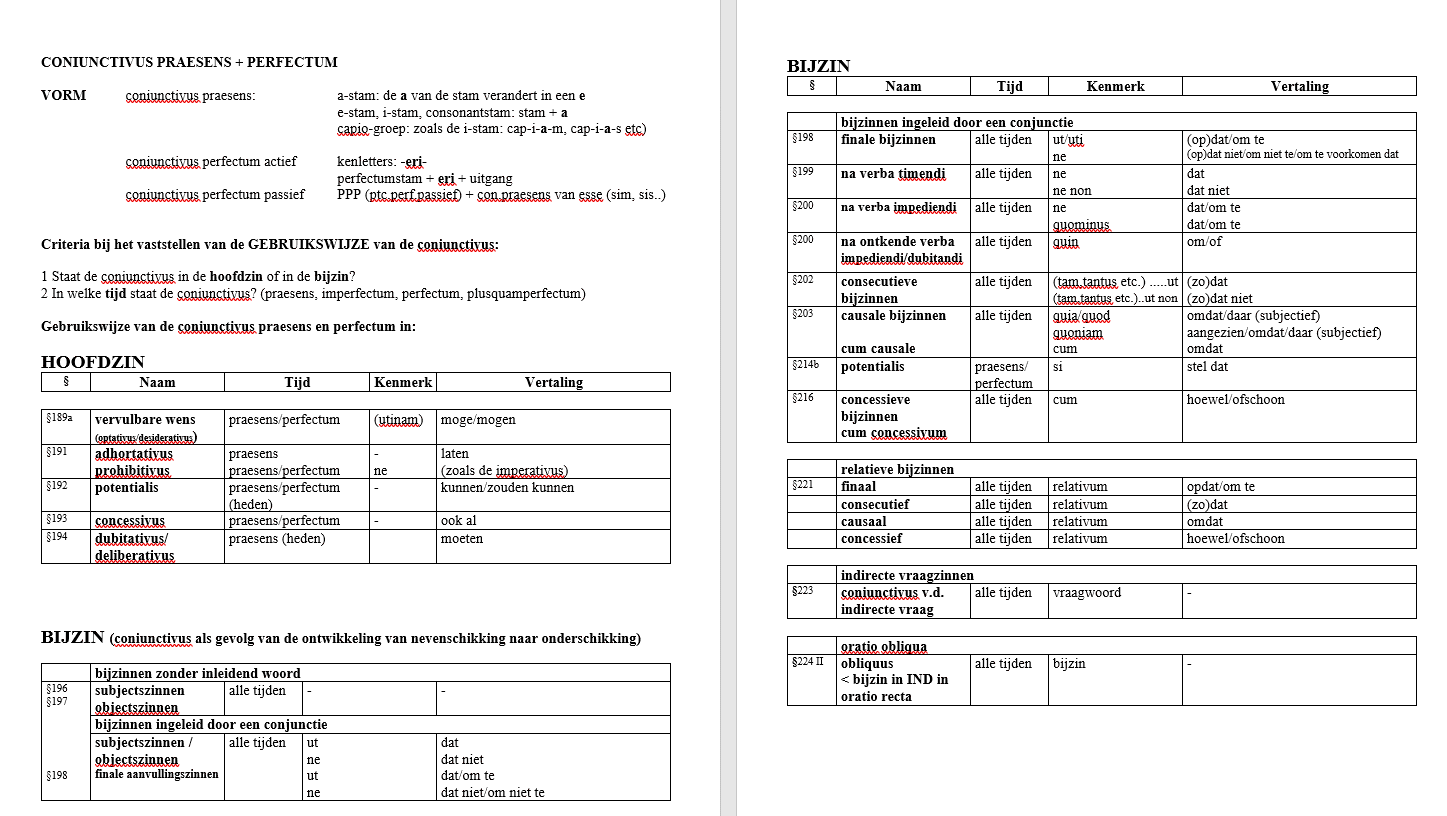 CONIUNCTIVUS PRAESENS + PERFECTUM
VORM coniunctivus praesens: a-stam: de a van de stam verandert in een e
e-stam, i-stam, consonantstam: stam + a
capio-groep: zoals de i-stam: cap-i-a-m, cap-i-a-s etc)
coniunctivus perfectum actief kenletters: -eri-
perfectumstam + eri + uitgang
coniunctivus perfectum passief PPP (ptc.perf.passief) + con.praesens van esse (sim, sis..)
Criteria bij het vaststellen van de GEBRUIKSWIJZE van de coniunctivus:
1 Staat de coniunctivus in de hoofdzin of in de bijzin?
2 In welke tijd staat de coniunctivus? (praesens, imperfectum, perfectum, plusquamperfectum)
Gebruikswijze van de coniunctivus praesens en perfectum in:
HOOFDZIN
§ Naam Tijd Kenmerk Vertaling
§189a vervulbare wens praesens/perfectum (utinam) moge/mogen
(optativus/desiderativus)
§191 adhortativus praesens - laten
prohibitivus praesens/perfectum ne (zoals de imperativus)
§192 potentialis praesens/perfectum - kunnen/zouden kunnen
(heden)
§193 concessivus praesens/perfectum - ook al
§194 dubitativus/ praesens (heden) moeten
deliberativus
BIJZIN (coniunctivus als gevolg van de ontwikkeling van nevenschikking naar onderschikking)
bijzinnen zonder inleidend woord
§196 subjectszinnen alle tijden - -
§197 objectszinnen
bijzinnen ingeleid door een conjunctie
subjectszinnen / alle tijden ut dat
objectszinnen ne dat niet
§198 finale aanvullingszinnen ut dat/om te
ne dat niet/om niet te
BIJZIN
§ Naam Tijd Kenmerk Vertaling
bijzinnen ingeleid door een conjunctie
§198 finale bijzinnen alle tijden ut/uti (op)dat/om te
ne (op)dat niet/om niet te/om te voorkomen dat
§199 na verba timendi alle tijden ne dat
ne non dat niet
§200 na verba impediendi alle tijden ne dat/om te
quominus dat/om te
§200 na ontkende verba alle tijden quin om/of
impediendi/dubitandi
§202 consecutieve alle tijden (tam,tantus etc.) .....ut (zo)dat
bijzinnen (tam,tantus etc.)..ut non (zo)dat niet
§203 causale bijzinnen alle tijden quia/quod omdat/daar (subjectief)
quoniam aangezien/omdat/daar (subjectief)
cum causale cum omdat
§214b potentialis praesens/ si stel dat
perfectum
§216 concessieve alle tijden cum hoewel/ofschoon
bijzinnen
cum concessivum
relatieve bijzinnen
§221 finaal alle tijden relativum opdat/om te
consecutief alle tijden relativum (zo)dat
causaal alle tijden relativum omdat
concessief alle tijden relativum hoewel/ofschoon
indirecte vraagzinnen
§223 coniunctivus v.d. alle tijden vraagwoord -
indirecte vraag
oratio obliqua
§224 II obliquus alle tijden bijzin -
< bijzin in IND in
oratio recta